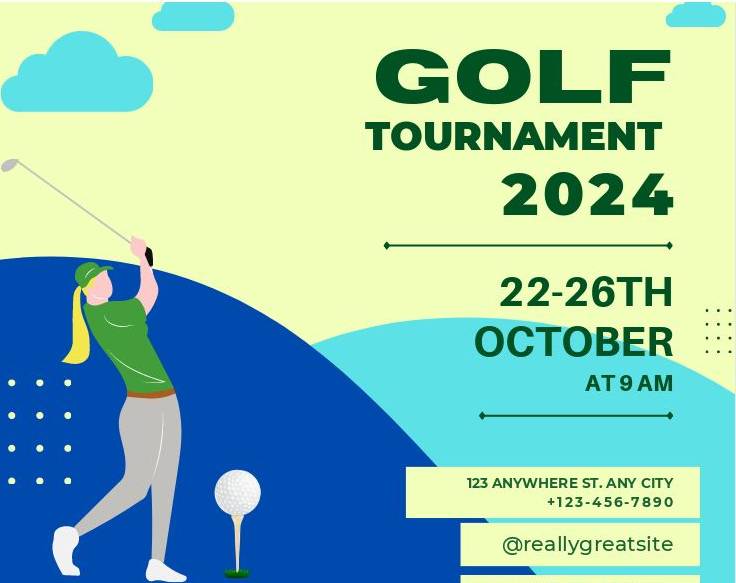 GOLF
TOURNAMENT
2024
22-26TH
OCTOBER
AT 9 AM
123 ANYWHERE ST. ANY CITY
+123-456-7890
@reallygreatsite